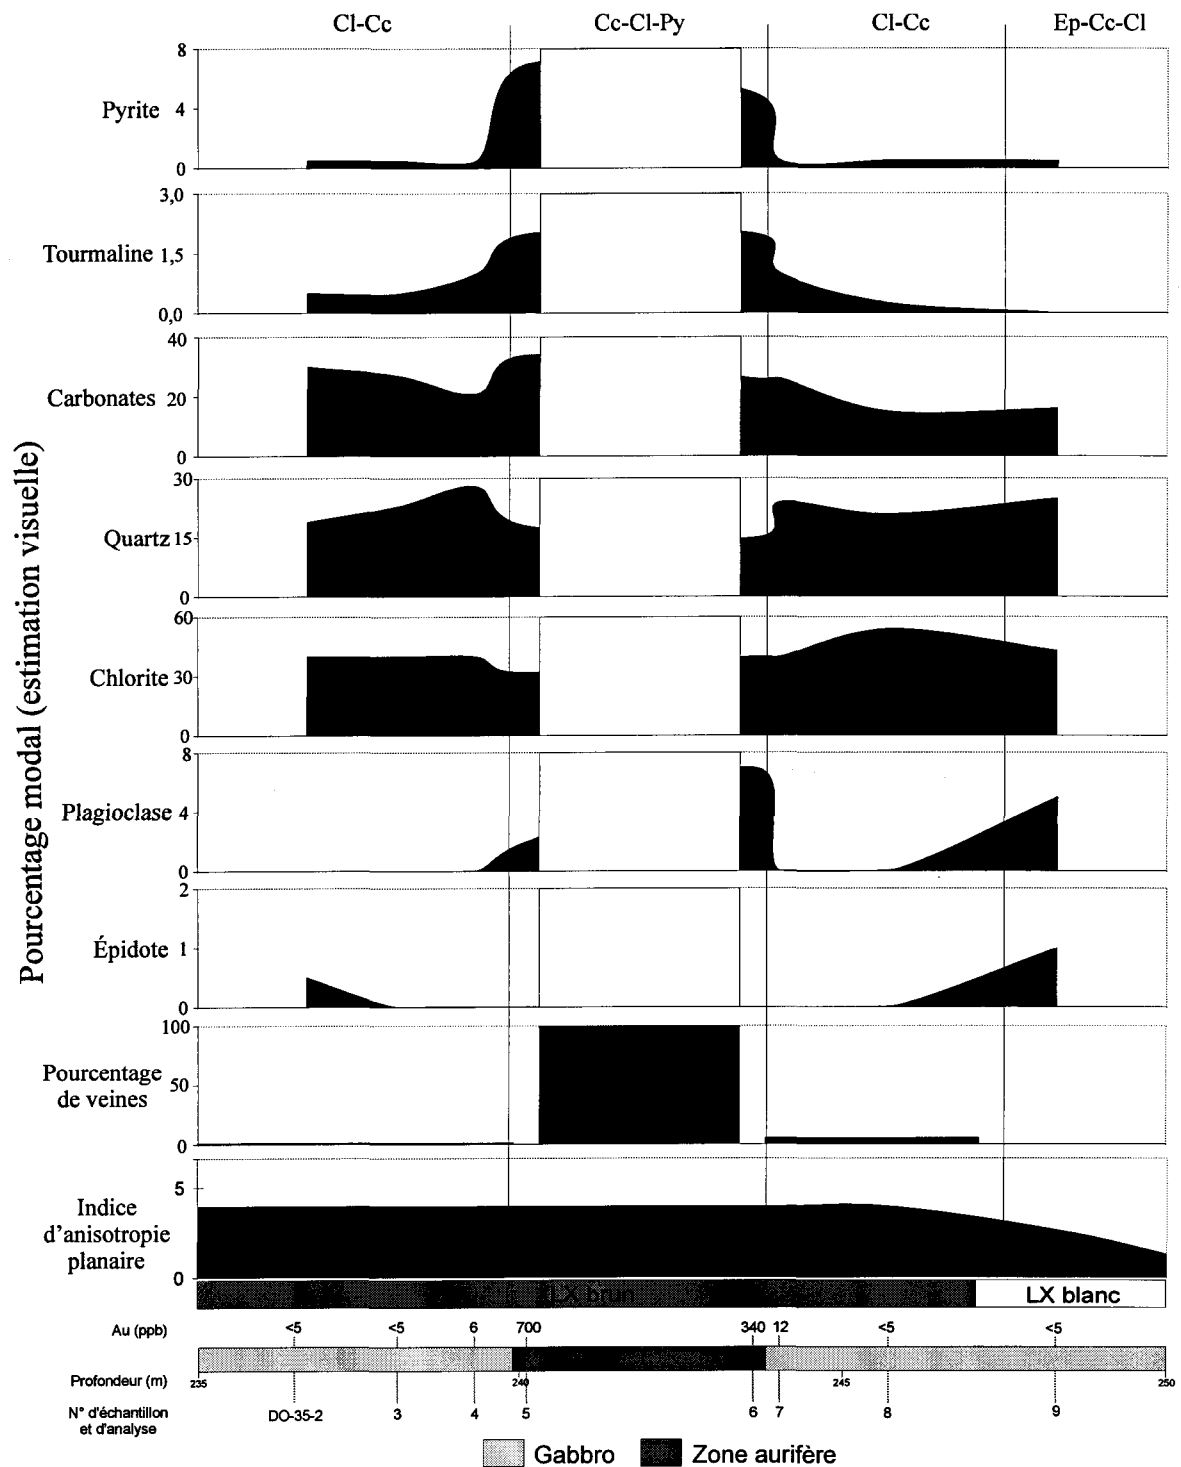 Cl-Cc Cc-Cl-Py Cl-Cc Ep-Cc-Cl
Pourcentage modal (estimation visuelle)
8
Pyrite 4
0
3,0
Tourmaline 1,5
0,0
40
Carbonates 20
0
30
Quartz 15
0
60
Chlorite 30
0
8
Plagioclase 4
0
2
Épidote 1
0
100
Pourcentage
de veines 50
0
5
Indice
d'anisotropie
planaire
0
LX brun LX blanc
Au (ppb) <5 <5 6 700 340 12 <5 <5
Profondeur (m) 235 240 245 250
N° d'échantillon
et d'analyse DO-35-2 3 4 5 6 7 8 9
Gabbro Zone aurifère